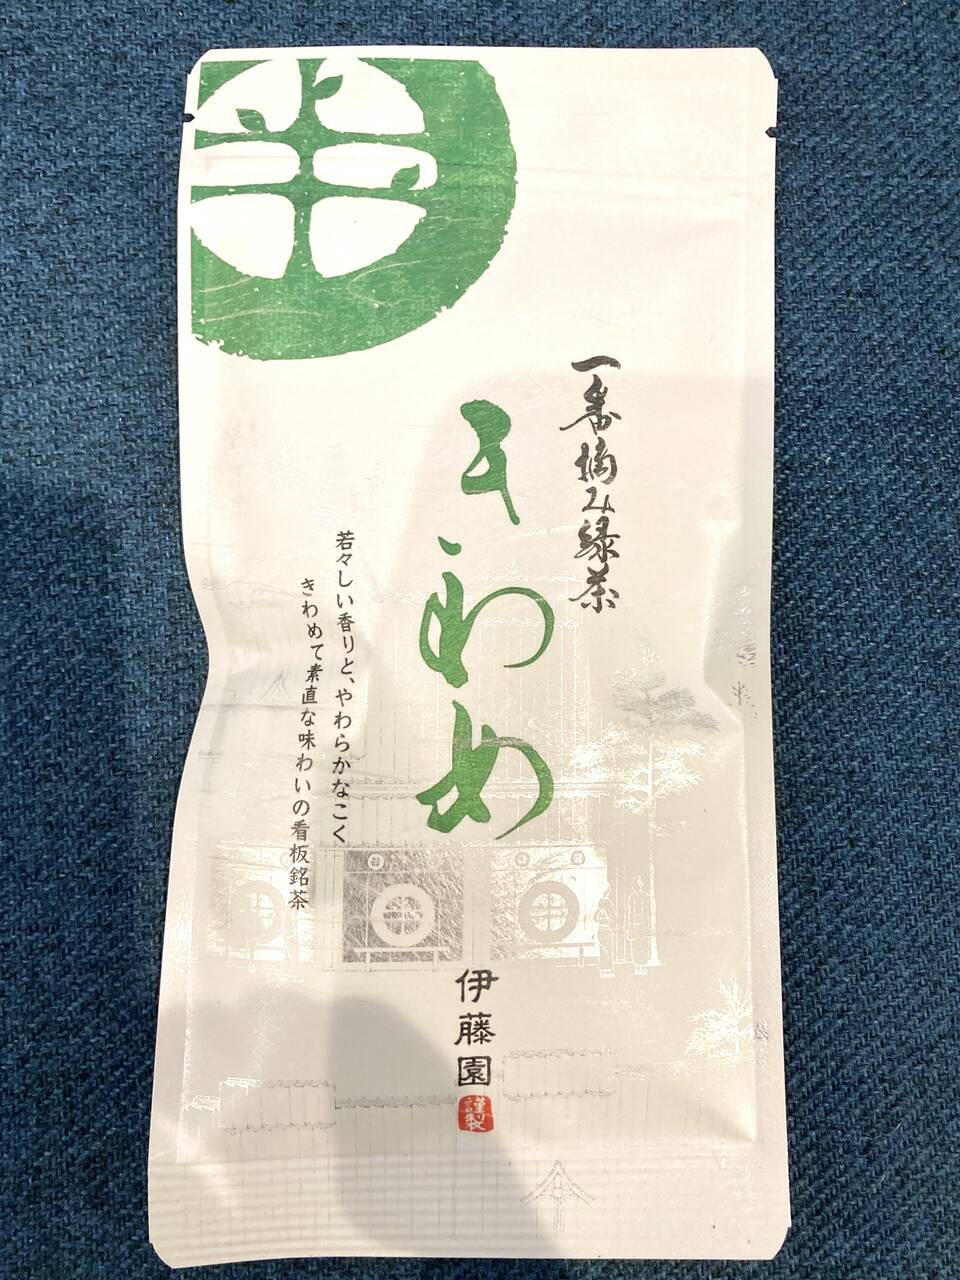 一番摘み緑茶
きわめ
若々しい香りと、やわらかなこく
きわめて素直な味わいの看板銘茶
伊藤園
謹製